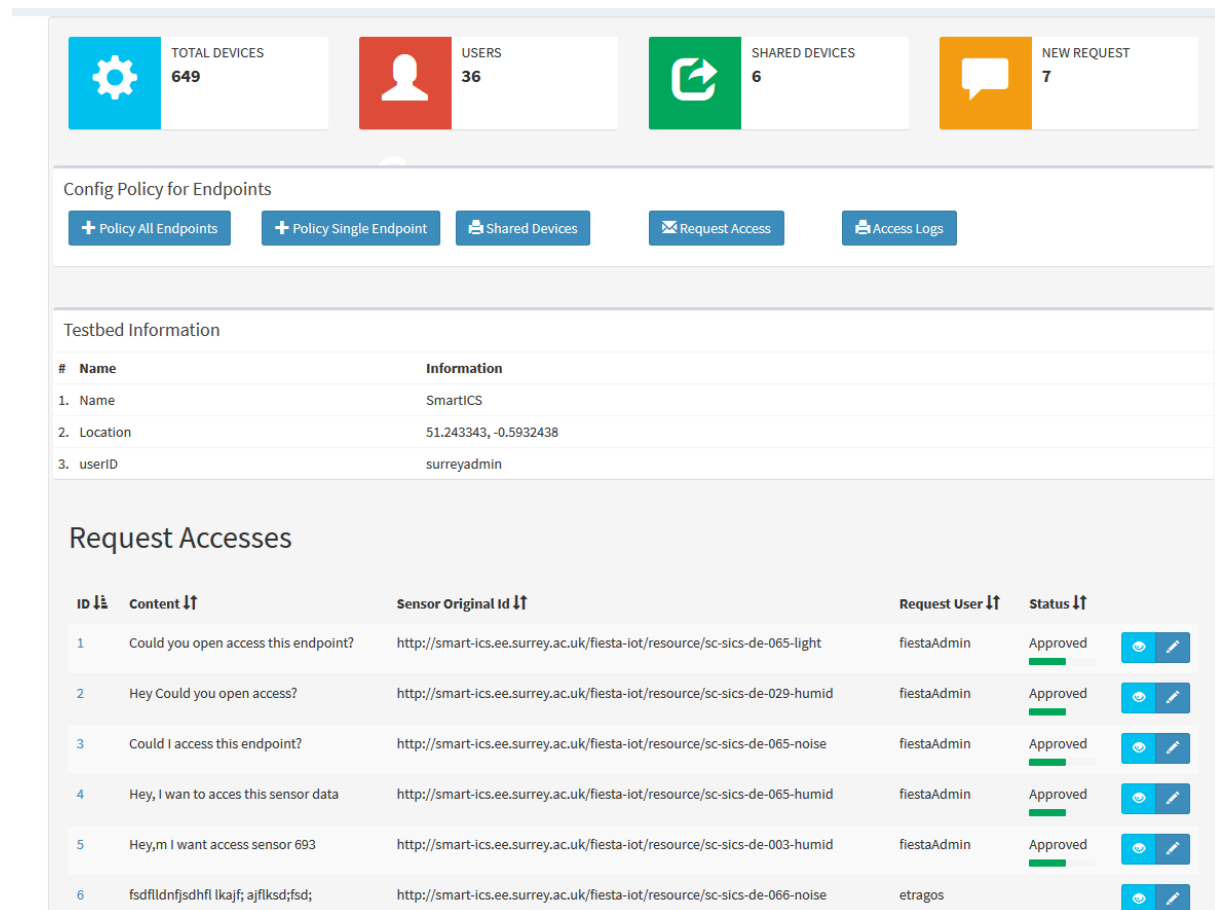 TOTAL DEVICES USERS SHARED DEVICES NEW REQUEST
649 36 6 7
Config Policy for Endpoints
Policy All Endpoints Policy Single Endpoint Shared Devices Request Access Access Logs
Testbed Information
# Name Information
1. Name SmartICS
2. Location 51.243343, -0.5932438
3. userID surreyadmin
Request Accesses
ID Content Sensor Original Id Request User Status
1 Could you open access this endpoint? http://smart-ics.ee.surrey.ac.uk/fiesta-iot/resource/sc-sics-de-065-light fiestaAdmin Approved
2 Hey Could you open access? http://smart-ics.ee.surrey.ac.uk/fiesta-iot/resource/sc-sics-de-029-humid fiestaAdmin Approved
3 Could I access this endpoint? http://smart-ics.ee.surrey.ac.uk/fiesta-iot/resource/sc-sics-de-065-noise fiestaAdmin Approved
4 Hey, I wan to acces this sensor data http://smart-ics.ee.surrey.ac.uk/fiesta-iot/resource/sc-sics-de-065-humid fiestaAdmin Approved
5 Hey,m I want access sensor 693 http://smart-ics.ee.surrey.ac.uk/fiesta-iot/resource/sc-sics-de-003-humid fiestaAdmin Approved
6 fsdflldnfjsdhfl lkajf; ajflksd;fsd; http://smart-ics.ee.surrey.ac.uk/fiesta-iot/resource/sc-sics-de-066-noise etragos